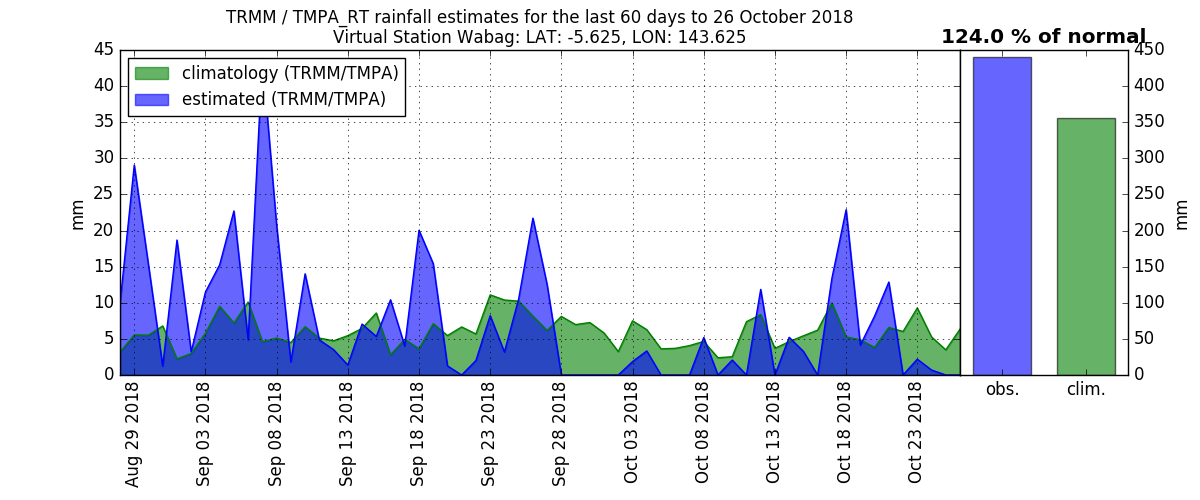 TRMM / TMPA_RT rainfall estimates for the last 60 days to 26 October 2018
Virtual Station Wabag: LAT: -5.625, LON: 143.625
124.0 % of normal
climatology (TRMM/TMPA)
estimated (TRMM/TMPA)
45
40
35
30
25
20
15
10
5
0
mm
Aug 29 2018
Sep 03 2018
Sep 08 2018
Sep 13 2018
Sep 18 2018
Sep 23 2018
Sep 28 2018
Oct 03 2018
Oct 08 2018
Oct 13 2018
Oct 18 2018
Oct 23 2018
obs.
clim.
450
400
350
300
250
200
150
100
50
0
mm